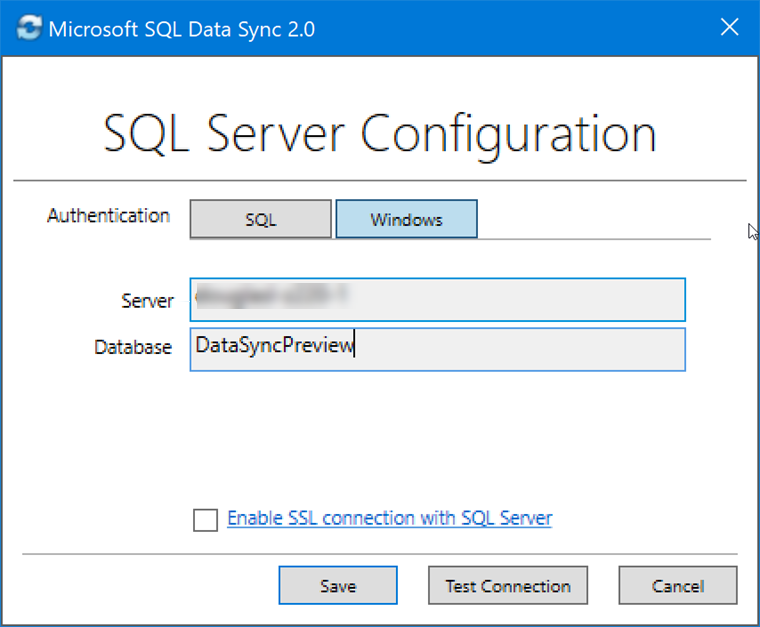 Microsoft SQL Data Sync 2.0
SQL Server Configuration
Authentication SQL Windows
Server
Database DataSyncPreview
Enable SSL connection with SQL Server
Save Test Connection Cancel